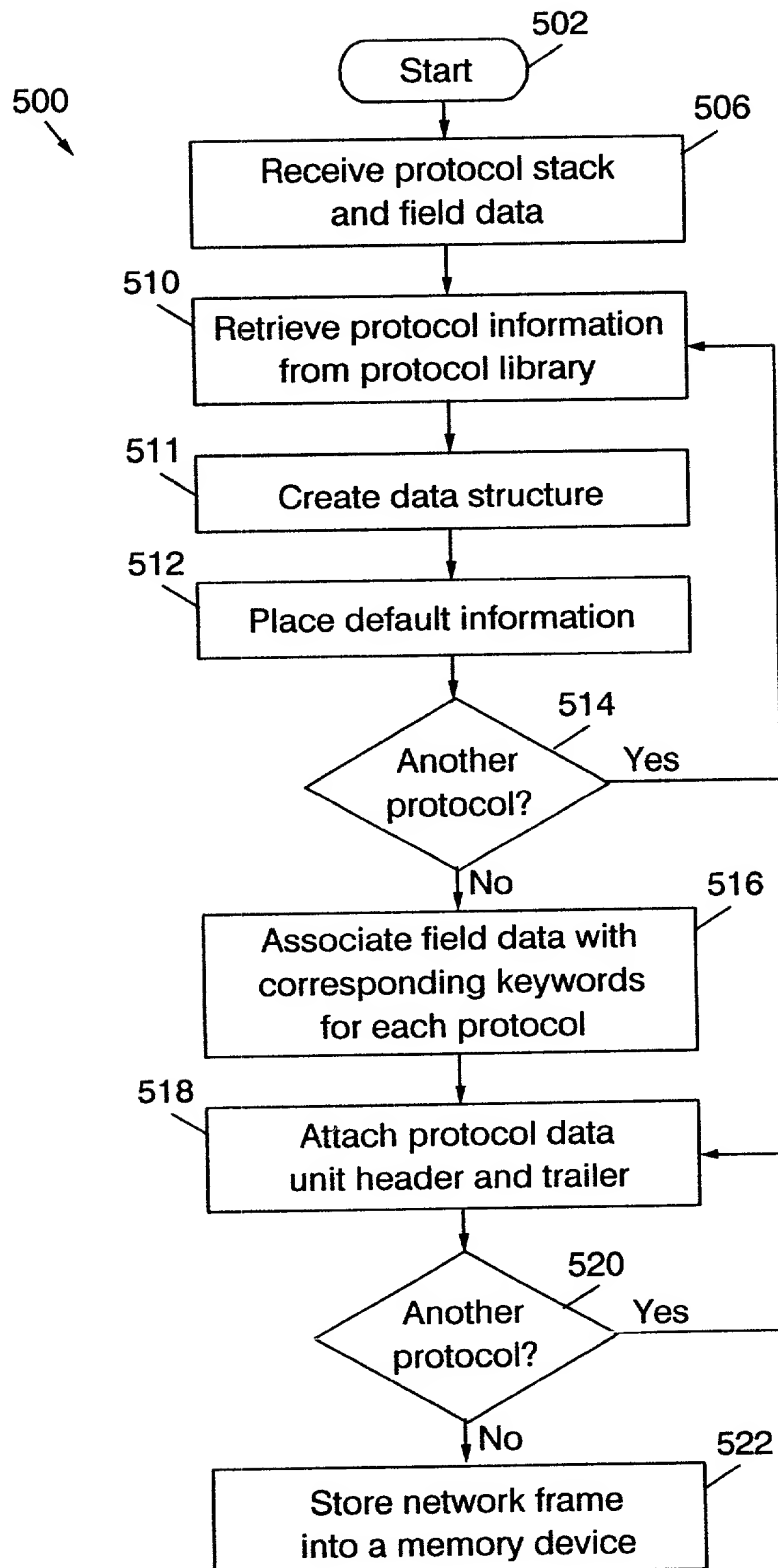 502
Start
500
506
Receive protocol stack
and field data
510
Retrieve protocol information
from protocol library
511
Create data structure
512
Place default information
514
Another
protocol?
Yes
No
516
Associate field data with
corresponding keywords
for each protocol
518
Attach protocol data
unit header and trailer
520
Another
protocol?
Yes
No
522
Store network frame
into a memory device